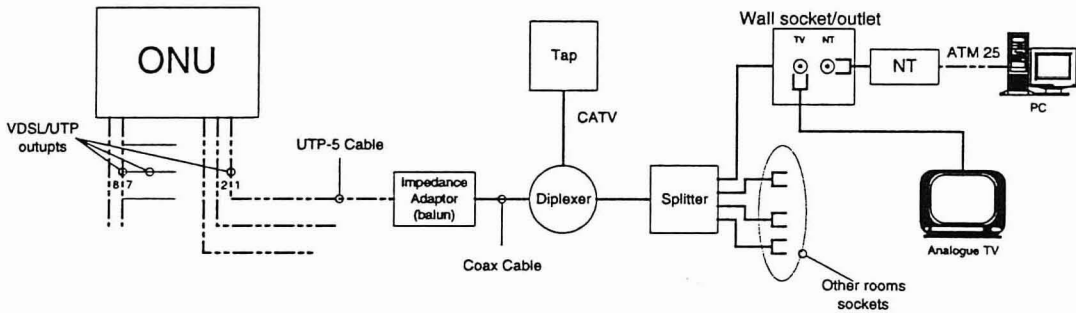 ONU
VDSL/UTP
outupts
8
7
2
1
UTP-5 Cable
Impedance
Adaptor
(balun)
Coax Cable
Tap
CATV
Diplexer
Splitter
Wall socket/outlet
TV
NT
NT
ATM 25
PC
Analogue TV
Other rooms
sockets